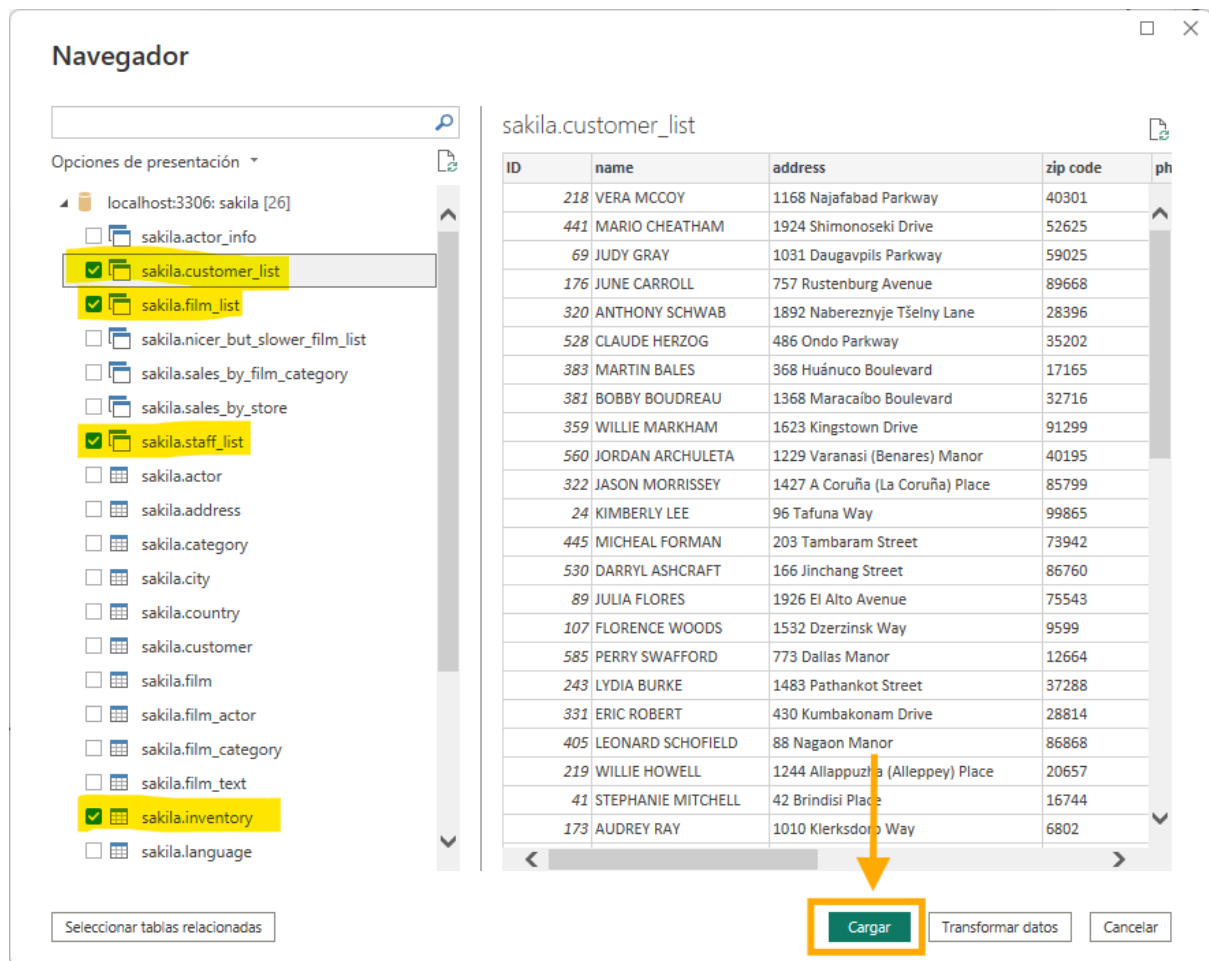 Navegador
Opciones de presentación
localhost:3306: sakila [26]
sakila.actor_info
sakila.customer_list
sakila.film_list
sakila.nicer_but_slower_film_list
sakila.sales_by_film_category
sakila.sales_by_store
sakila.staff_list
sakila.actor
sakila.address
sakila.category
sakila.city
sakila.country
sakila.customer
sakila.film
sakila.film_actor
sakila.film_category
sakila.film_text
sakila.inventory
sakila.language
sakila.customer_list
ID name address zip code ph
218 VERA MCCOY 1168 Najafabad Parkway 40301
441 MARIO CHEATHAM 1924 Shimonoseki Drive 52625
69 JUDY GRAY 1031 Daugavpils Parkway 59025
176 JUNE CARROLL 757 Rustenburg Avenue 89668
320 ANTHONY SCHWAB 1892 Nabereznyje Tšelny Lane 28396
528 CLAUDE HERZOG 486 Ondo Parkway 35202
383 MARTIN BALES 368 Huánuco Boulevard 17165
381 BOBBY BOUDREAU 1368 Maracaíbo Boulevard 32716
359 WILLIE MARKHAM 1623 Kingstown Drive 91299
560 JORDAN ARCHULETA 1229 Varanasi (Benares) Manor 40195
322 JASON MORRISSEY 1427 A Coruña (La Coruña) Place 85799
24 KIMBERLY LEE 96 Tafuna Way 99865
445 MICHEAL FORMAN 203 Tambaram Street 73942
530 DARRYL ASHCRAFT 166 Jinchang Street 86760
89 JULIA FLORES 1926 El Alto Avenue 75543
107 FLORENCE WOODS 1532 Dzerzinsk Way 9599
585 PERRY SWAFFORD 773 Dallas Manor 12664
243 LYDIA BURKE 1483 Pathankot Street 37288
331 ERIC ROBERT 430 Kumbakonam Drive 28814
405 LEONARD SCHOFIELD 88 Nagaon Manor 86868
219 WILLIE HOWELL 1244 Allappuzha (Alleppey) Place 20657
41 STEPHANIE MITCHELL 42 Brindisi Place 16744
173 AUDREY RAY 1010 Klerksdorp Way 6802
Seleccionar tablas relacionadas
Cargar
Transformar datos
Cancelar